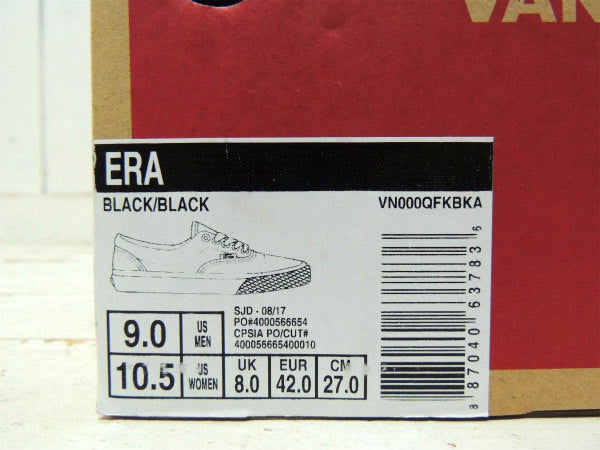 VAN
ERA
BLACK/BLACK VN000QFKBKA
SJD - 08/17
PO#4000566654
CPSIA PO/CUT#
400056665400010
9.0 US MEN
10.5 US WOMEN
UK 8.0
EUR 42.0
CM 27.0
8 87040 63783 6